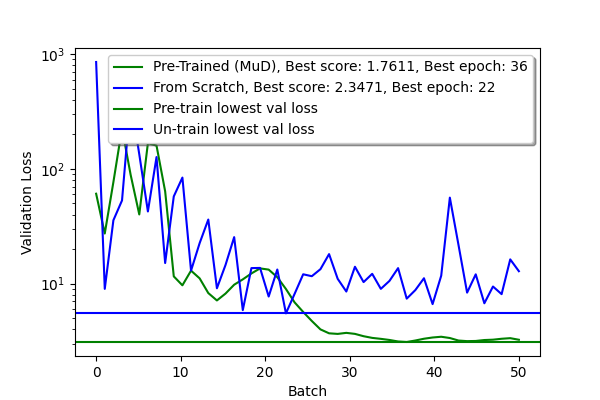 Pre-Trained (MuD), Best score: 1.7611, Best epoch: 36
From Scratch, Best score: 2.3471, Best epoch: 22
Pre-train lowest val loss
Un-train lowest val loss
Validation Loss
10³
10²
10¹
0 10 20 30 40 50
Batch